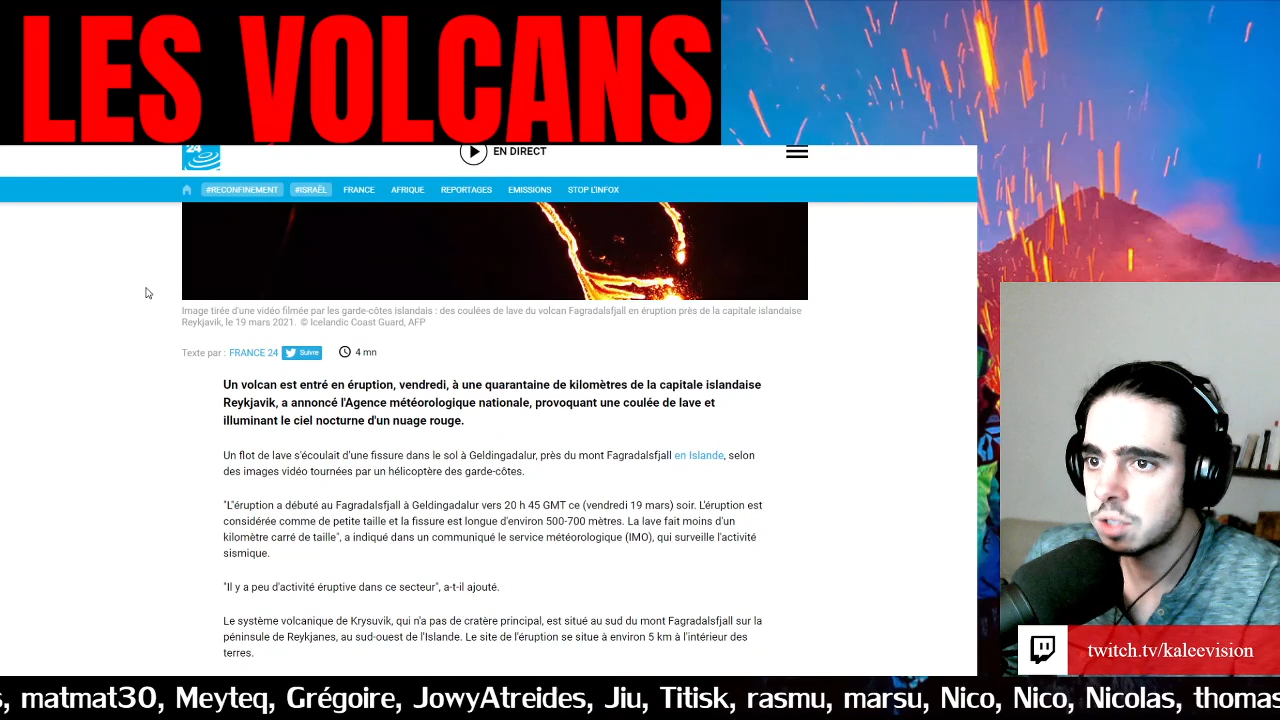 LES VOLCANS
24
EN DIRECT
#RECONFINEMENT #ISRAËL FRANCE AFRIQUE REPORTAGES EMISSIONS STOP L'INFOX
Image tirée d'une vidéo filmée par les garde-côtes islandais : des coulées de lave du volcan Fagradalsfjall en éruption près de la capitale islandaise
Reykjavik, le 19 mars 2021. © Icelandic Coast Guard, AFP
Texte par : FRANCE 24 Suivre 4 mn
Un volcan est entré en éruption, vendredi, à une quarantaine de kilomètres de la capitale islandaise
Reykjavik, a annoncé l'Agence météorologique nationale, provoquant une coulée de lave et
illuminant le ciel nocturne d'un nuage rouge.
Un flot de lave s'écoulait d'une fissure dans le sol à Geldingadalur, près du mont Fagradalsfjall en Islande, selon
des images vidéo tournées par un hélicoptère des garde-côtes.
"L'éruption a débuté au Fagradalsfjall à Geldingadalur vers 20 h 45 GMT ce (vendredi 19 mars) soir. L'éruption est
considérée comme de petite taille et la fissure est longue d'environ 500-700 mètres. La lave fait moins d'un
kilomètre carré de taille", a indiqué dans un communiqué le service météorologique (IMO), qui surveille l'activité
sismique.
"Il y a peu d'activité éruptive dans ce secteur", a-t-il ajouté.
Le système volcanique de Krysuvik, qui n'a pas de cratère principal, est situé au sud du mont Fagradalsfjall sur la
péninsule de Reykjanes, au sud-ouest de l'Islande. Le site de l'éruption se situe à environ 5 km à l'intérieur des
terres.
twitch.tv/kaleevision
s, matmat30, Meyteq, Grégoire, JowyAtreides, Jiu, Titisk, rasmu, marsu, Nico, Nico, Nicolas, thomas